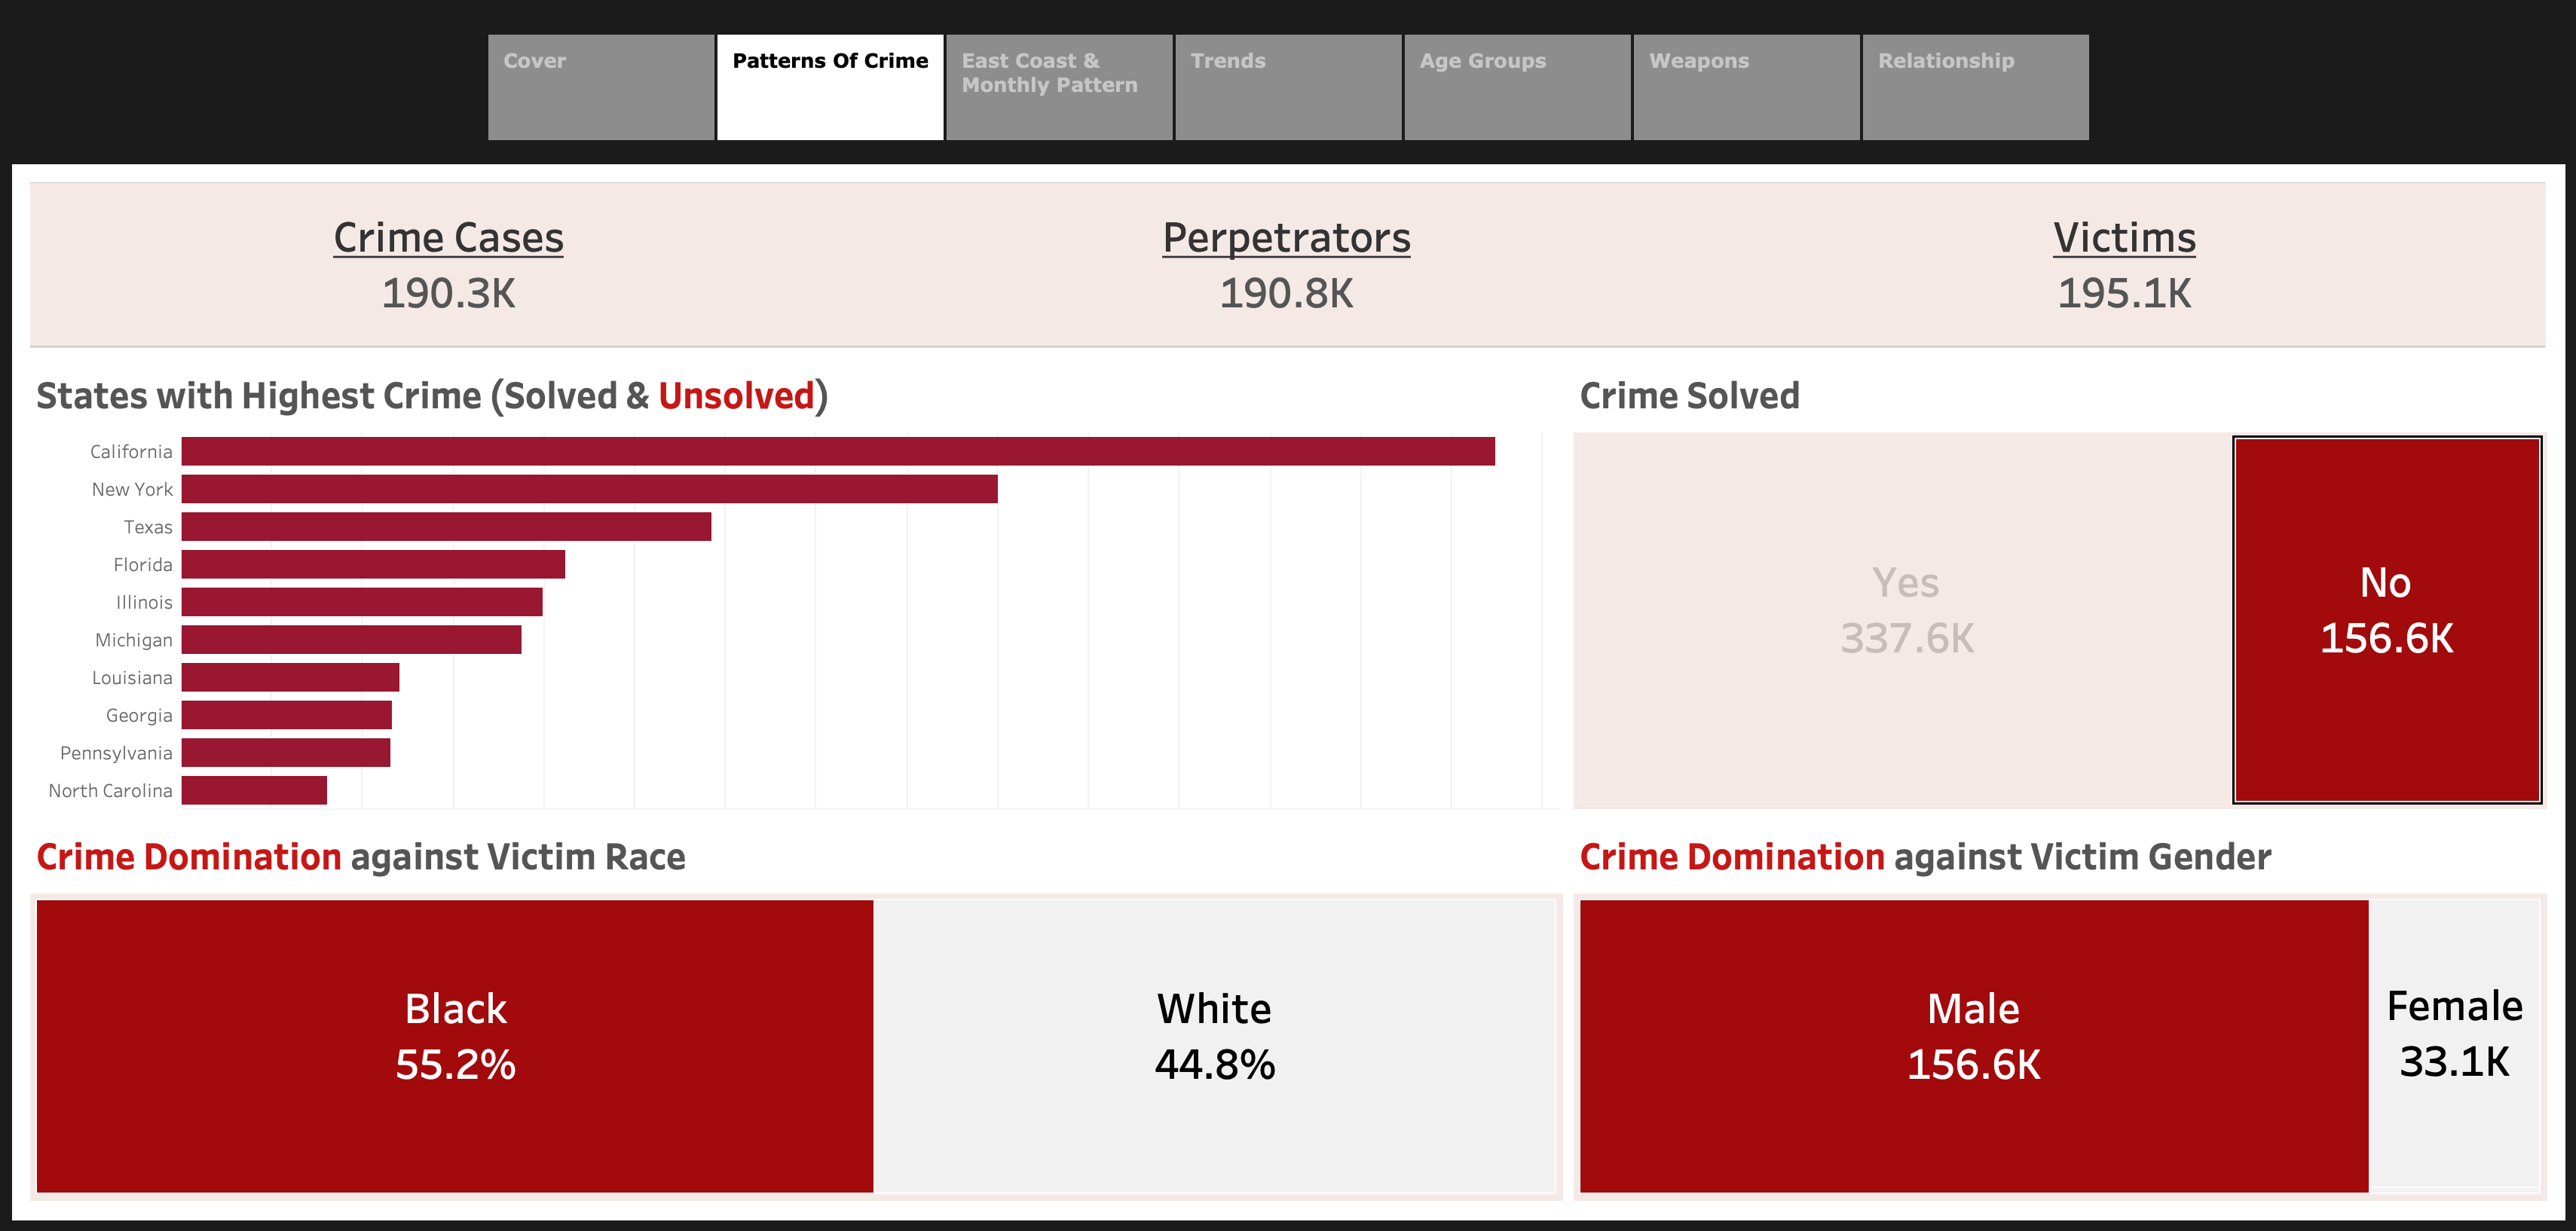 Cover
Patterns Of Crime
East Coast &
Monthly Pattern
Trends
Age Groups
Weapons
Relationship
Crime Cases
190.3K
Perpetrators
190.8K
Victims
195.1K
States with Highest Crime (Solved & Unsolved)
California
New York
Texas
Florida
Illinois
Michigan
Louisiana
Georgia
Pennsylvania
North Carolina
Crime Solved
Yes
337.6K
No
156.6K
Crime Domination against Victim Race
Black
55.2%
White
44.8%
Crime Domination against Victim Gender
Male
156.6K
Female
33.1K